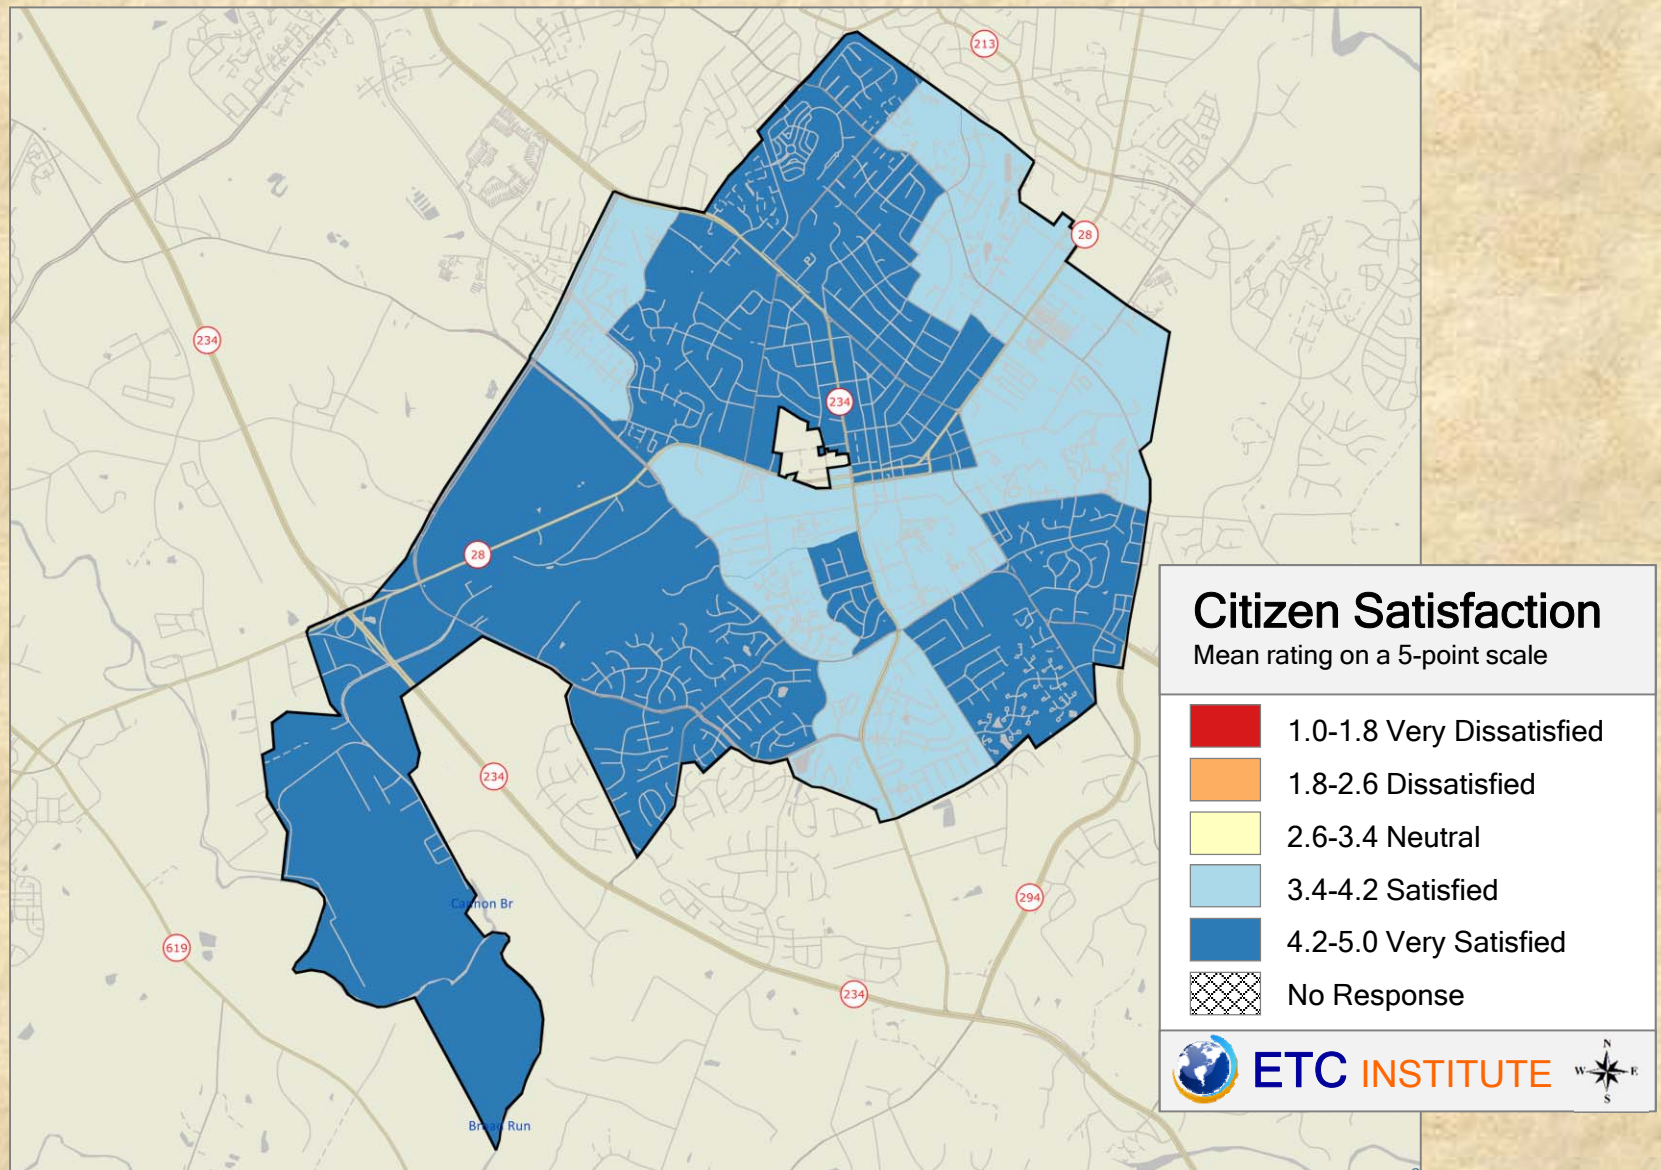 213
28
234
234
28
Citizen Satisfaction
Mean rating on a 5-point scale
1.0-1.8 Very Dissatisfied
1.8-2.6 Dissatisfied
2.6-3.4 Neutral
3.4-4.2 Satisfied
4.2-5.0 Very Satisfied
No Response
ETC INSTITUTE
N
W
E
S
234
294
Cannon Br
619
234
Broad Run